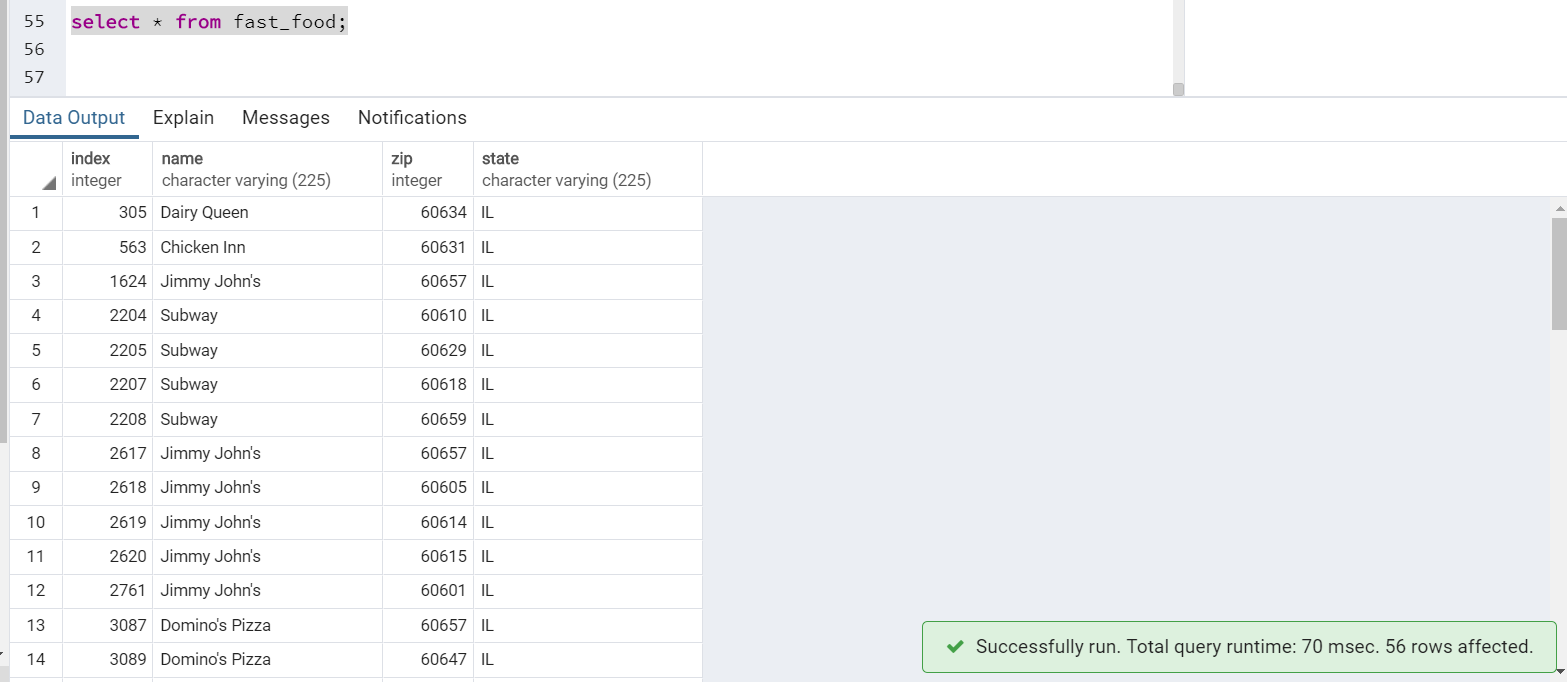 55 select * from fast_food;
56
57
Data Output Explain Messages Notifications
index name zip state
integer character varying (225) integer character varying (225)
1 305 Dairy Queen 60634 IL
2 563 Chicken Inn 60631 IL
3 1624 Jimmy John's 60657 IL
4 2204 Subway 60610 IL
5 2205 Subway 60629 IL
6 2207 Subway 60618 IL
7 2208 Subway 60659 IL
8 2617 Jimmy John's 60657 IL
9 2618 Jimmy John's 60605 IL
10 2619 Jimmy John's 60614 IL
11 2620 Jimmy John's 60615 IL
12 2761 Jimmy John's 60601 IL
13 3087 Domino's Pizza 60657 IL
14 3089 Domino's Pizza 60647 IL
Successfully run. Total query runtime: 70 msec. 56 rows affected.